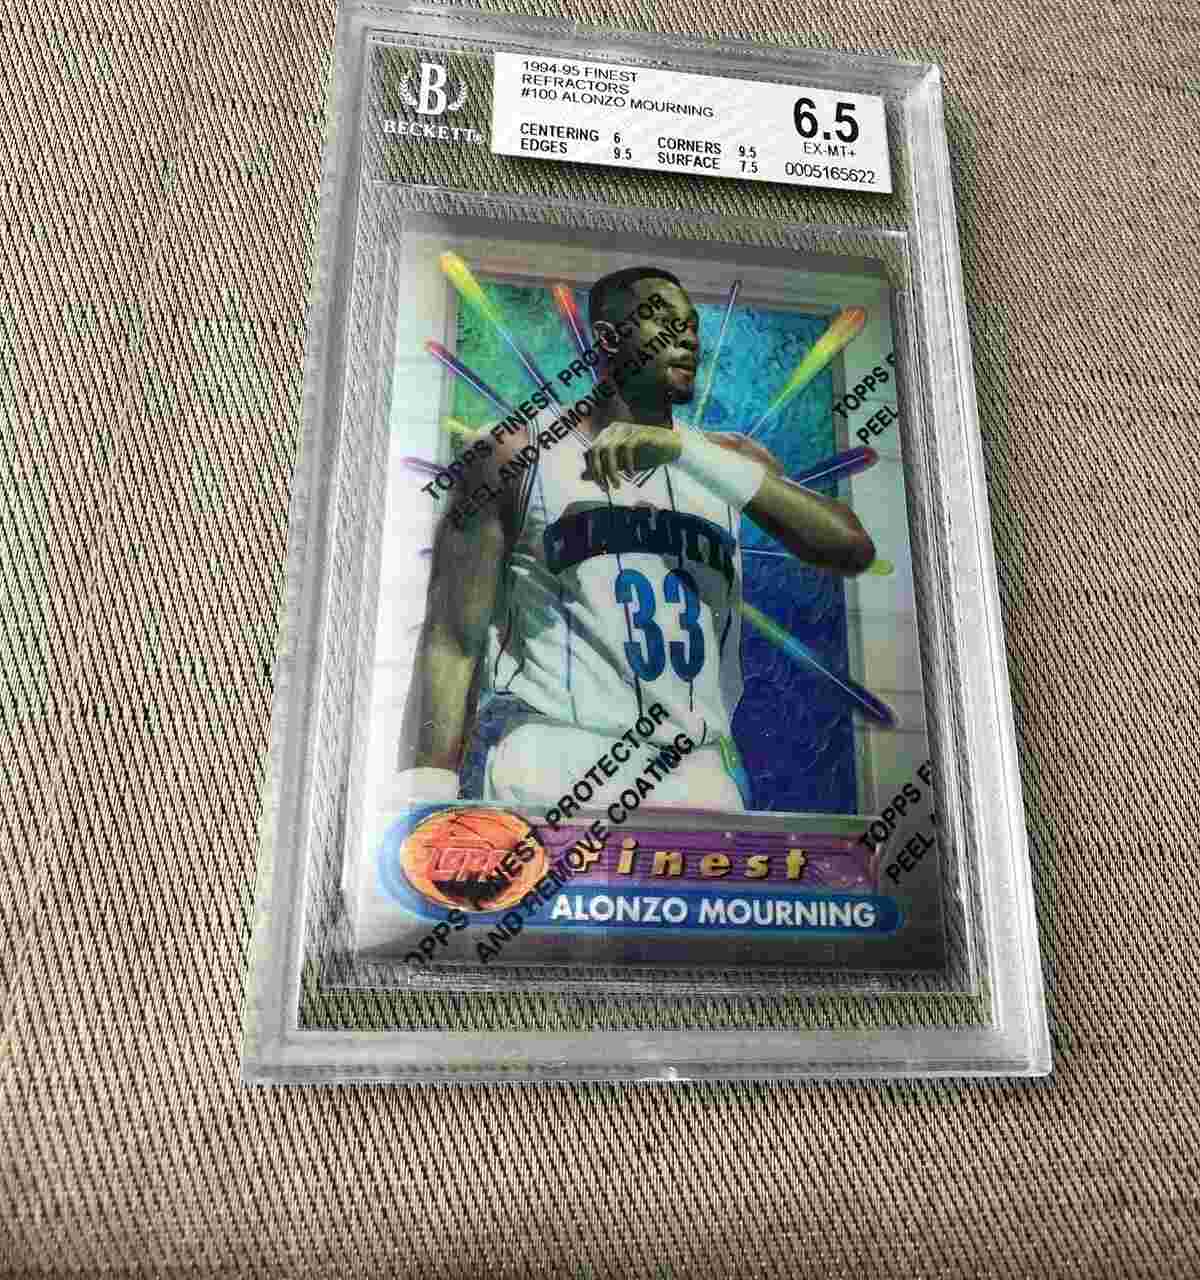 B
BECKETT
1994-95 FINEST
REFRACTORS
#100 ALONZO MOURNING
CENTERING 6 CORNERS 9.5
EDGES 9.5 SURFACE 7.5
6.5
EX-MT+
0005165622
TOPPS FINEST PROTECTOR
PEEL AND REMOVE COATING
TOPPS F
PEEL
CHARLOTTE
33
TOPPS FINEST PROTECTOR
AND REMOVE COATING
TOPPS F
PEEL
TOPPS
Finest
ALONZO MOURNING